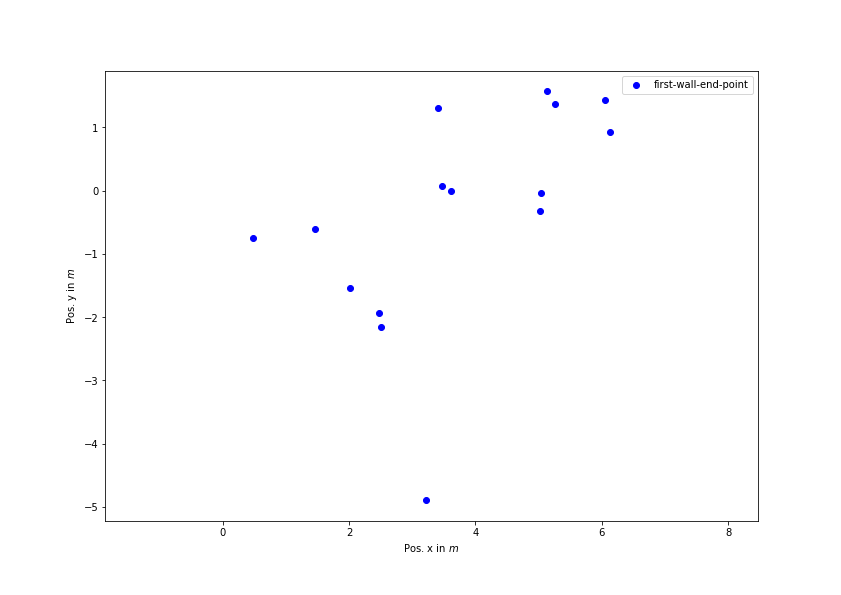 first-wall-end-point
1
0
−1
−2
−3
−4
−5
Pos. y in m
0 2 4 6 8
Pos. x in m